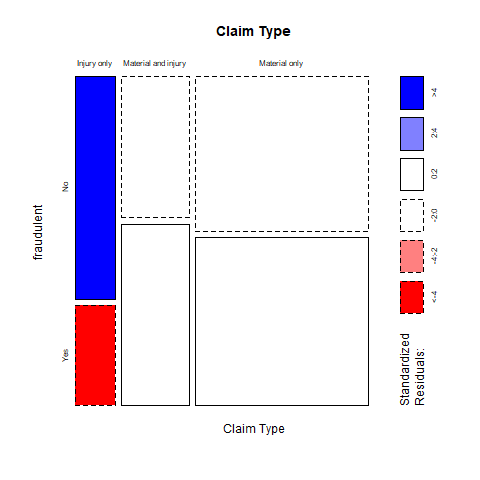 Claim Type
Injury only Material and injury Material only
No
Yes
fraudulent
Claim Type
>4
2:4
0:2
-2:0
-4:-2
<-4
Standardized
Residuals: